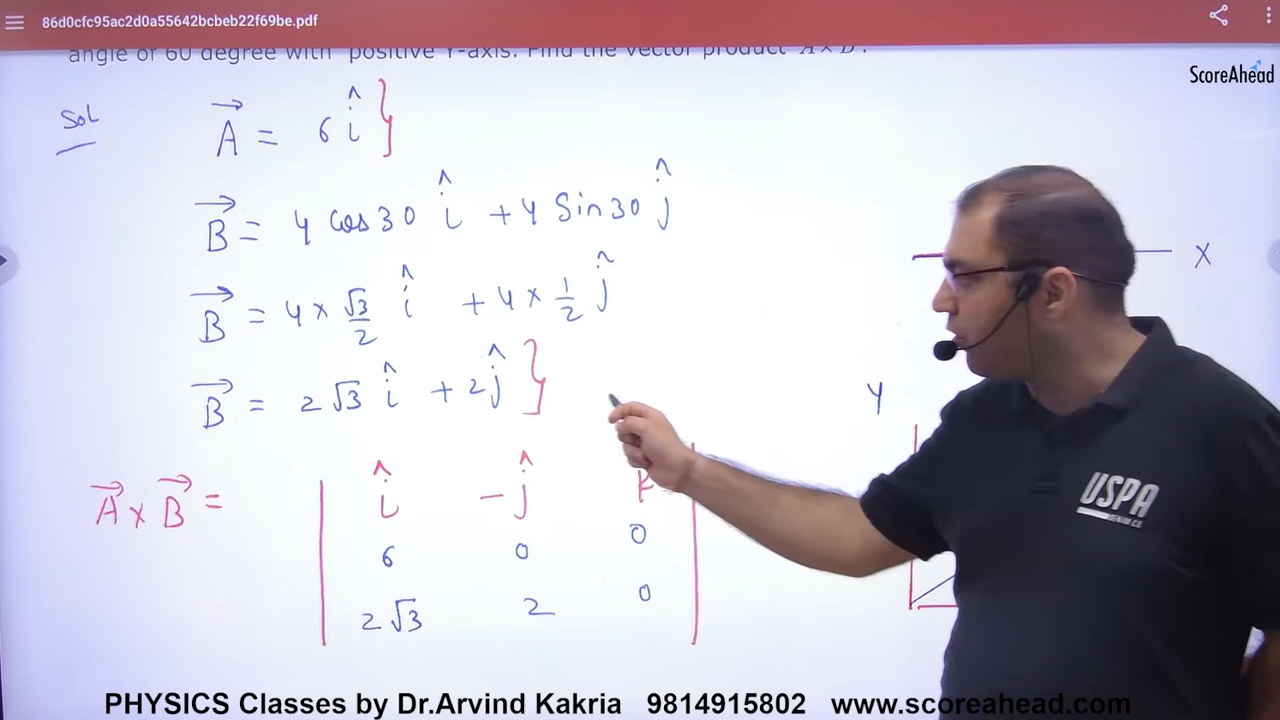 86d0cfc95ac2d0a55642bcbeb22f69be.pdf
angle of 60 degree with positive Y-axis. Find the vector product A × B .
ScoreAhead
Sol
A⃗ = 6 î }
B⃗ = 4 Cos 30 î + 4 Sin 30 ĵ
X
B⃗ = 4 × √3/2 î + 4 × 1/2 ĵ
B⃗ = 2√3 î + 2ĵ }
Y
A⃗ × B⃗ = | î -ĵ k |
6 0 0
2√3 2 0
USPA
PHYSICS Classes by Dr.Arvind Kakria 9814915802 www.scoreahead.com